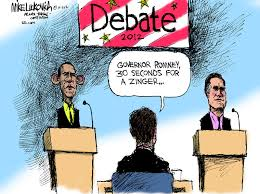 MIKE LUCKOVICH
Debate
2012
GOVERNOR ROMNEY,
30 SECONDS FOR
A ZINGER...